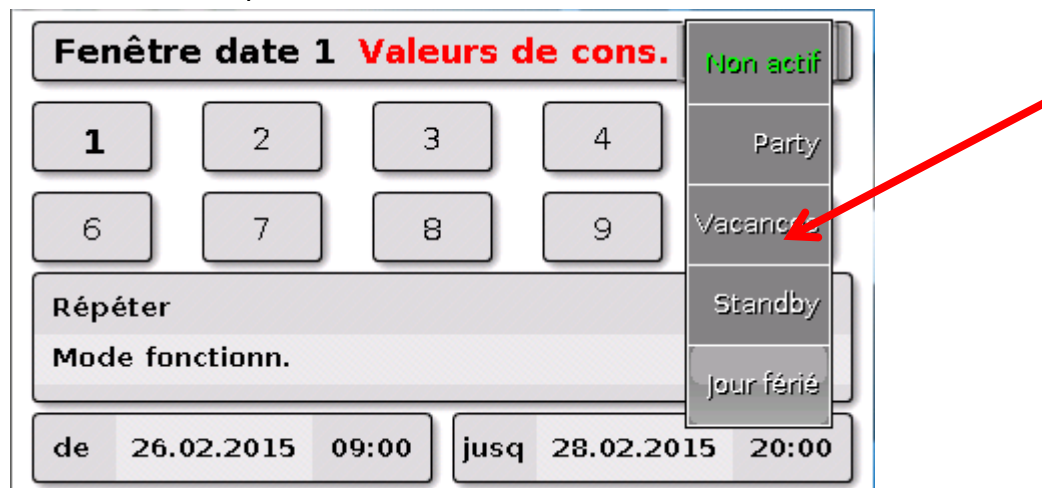 Fenêtre date 1 Valeurs de cons.
1 2 3 4
6 7 8 9
Répéter
Mode fonctionn.
Non actif
Party
Vacances
Standby
Jour férié
de 26.02.2015 09:00 jusq 28.02.2015 20:00